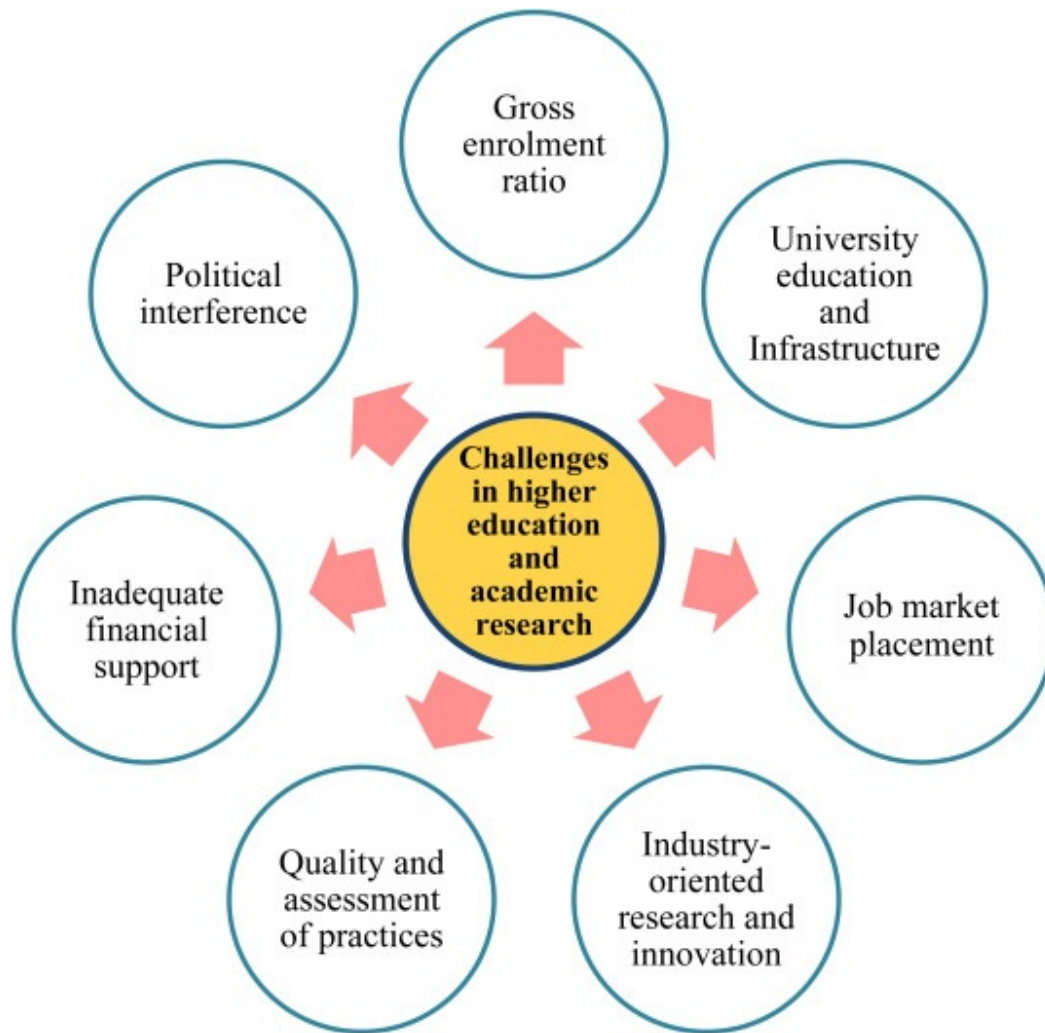 Gross
enrolment
ratio
University
education
and
Infrastructure
Job market
placement
Industry-
oriented
research and
innovation
Quality and
assessment
of practices
Inadequate
financial
support
Political
interference
Challenges
in higher
education
and
academic
research